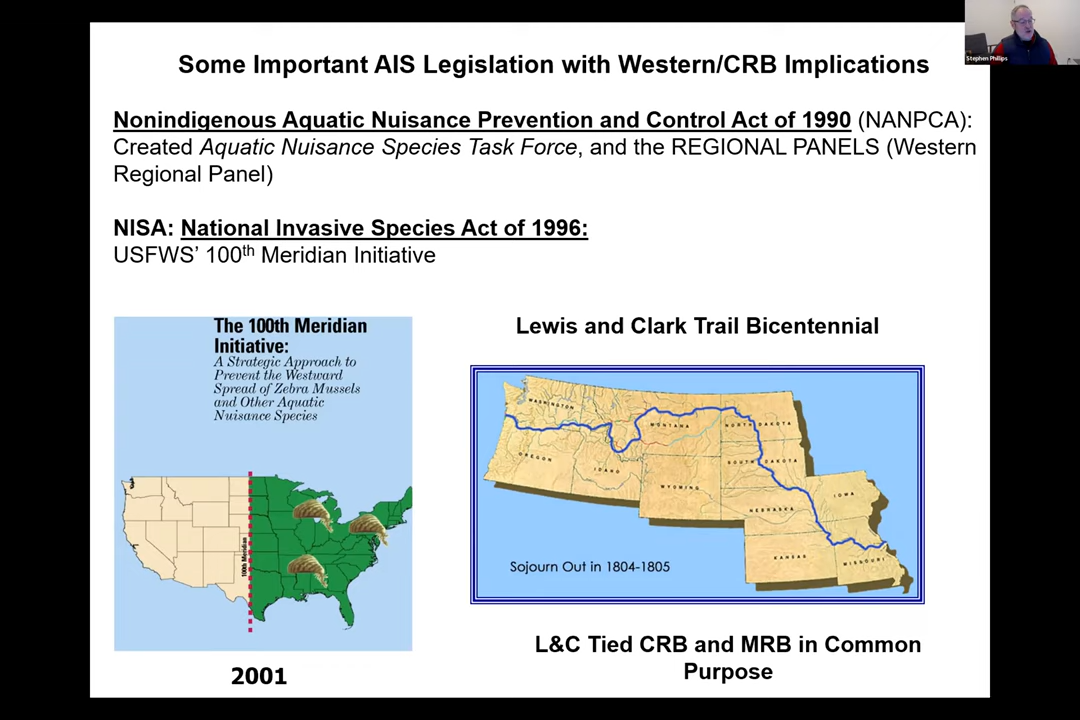 Stephen Phillips
Some Important AIS Legislation with Western/CRB Implications
Nonindigenous Aquatic Nuisance Prevention and Control Act of 1990 (NANPCA):
Created Aquatic Nuisance Species Task Force, and the REGIONAL PANELS (Western
Regional Panel)
NISA: National Invasive Species Act of 1996:
USFWS’ 100th Meridian Initiative
The 100th Meridian
Initiative:
A Strategic Approach to
Prevent the Westward
Spread of Zebra Mussels
and Other Aquatic
Nuisance Species
100th Meridian
2001
Lewis and Clark Trail Bicentennial
WASHINGTON
MONTANA
NORTH DAKOTA
OREGON
IDAHO
SOUTH DAKOTA
WYOMING
IOWA
NEBRASKA
KANSAS
MISSOURI
Sojourn Out in 1804-1805
L&C Tied CRB and MRB in Common
Purpose